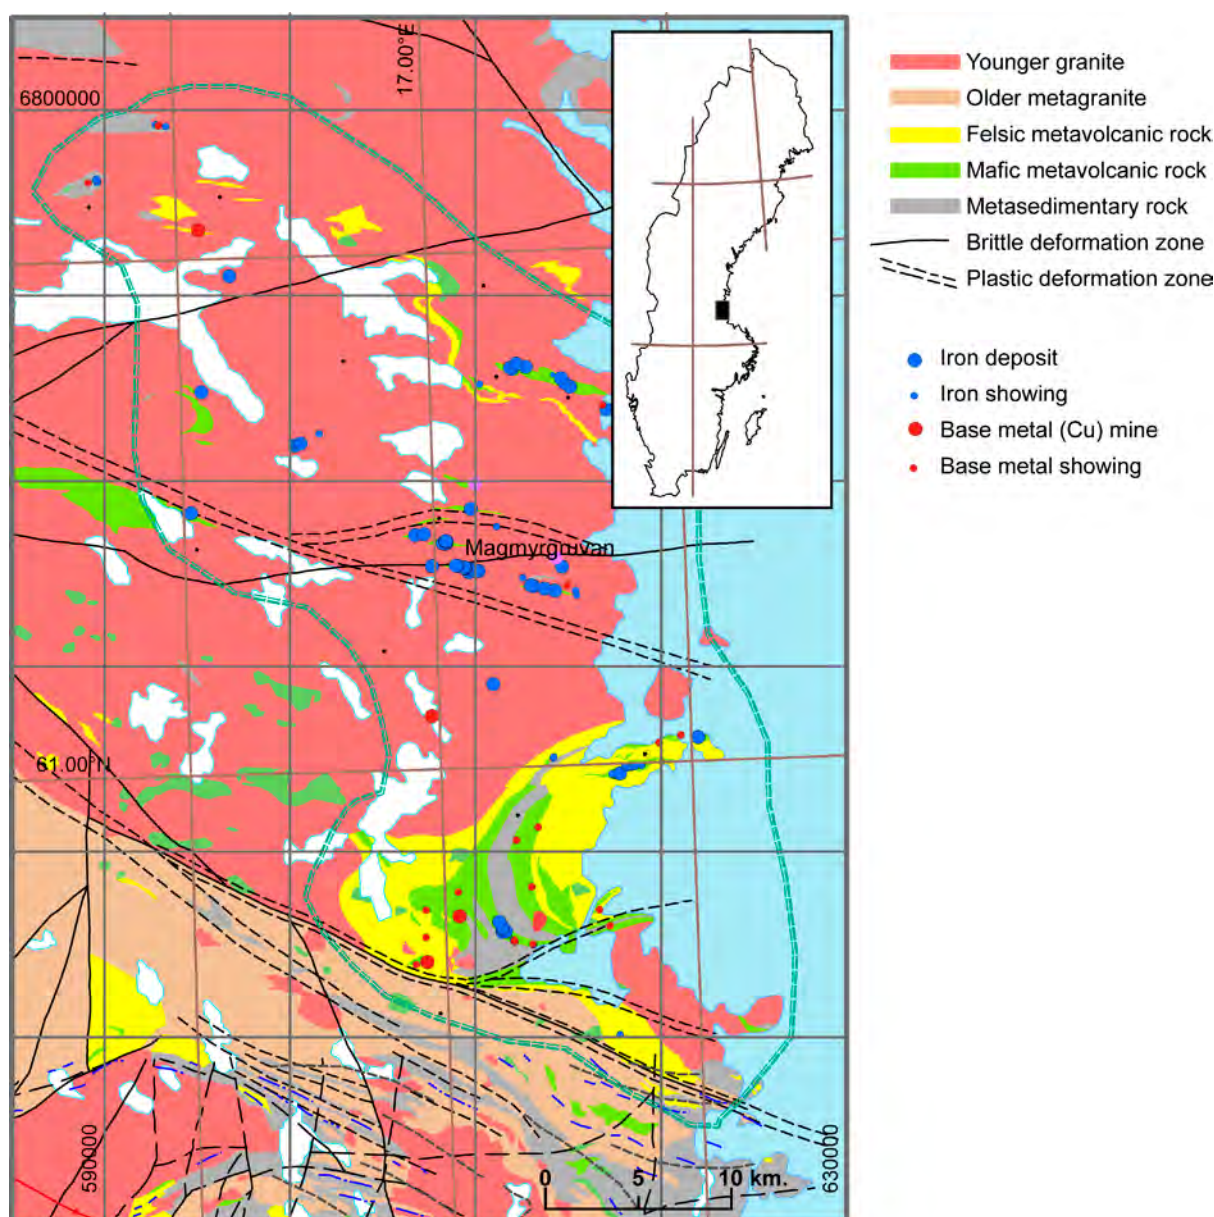 17.00°E
6800000
Magmyrgruvan
61.00°N
590000
630000
0 5 10 km.
Younger granite
Older metagranite
Felsic metavolcanic rock
Mafic metavolcanic rock
Metasedimentary rock
Brittle deformation zone
Plastic deformation zone
Iron deposit
Iron showing
Base metal (Cu) mine
Base metal showing